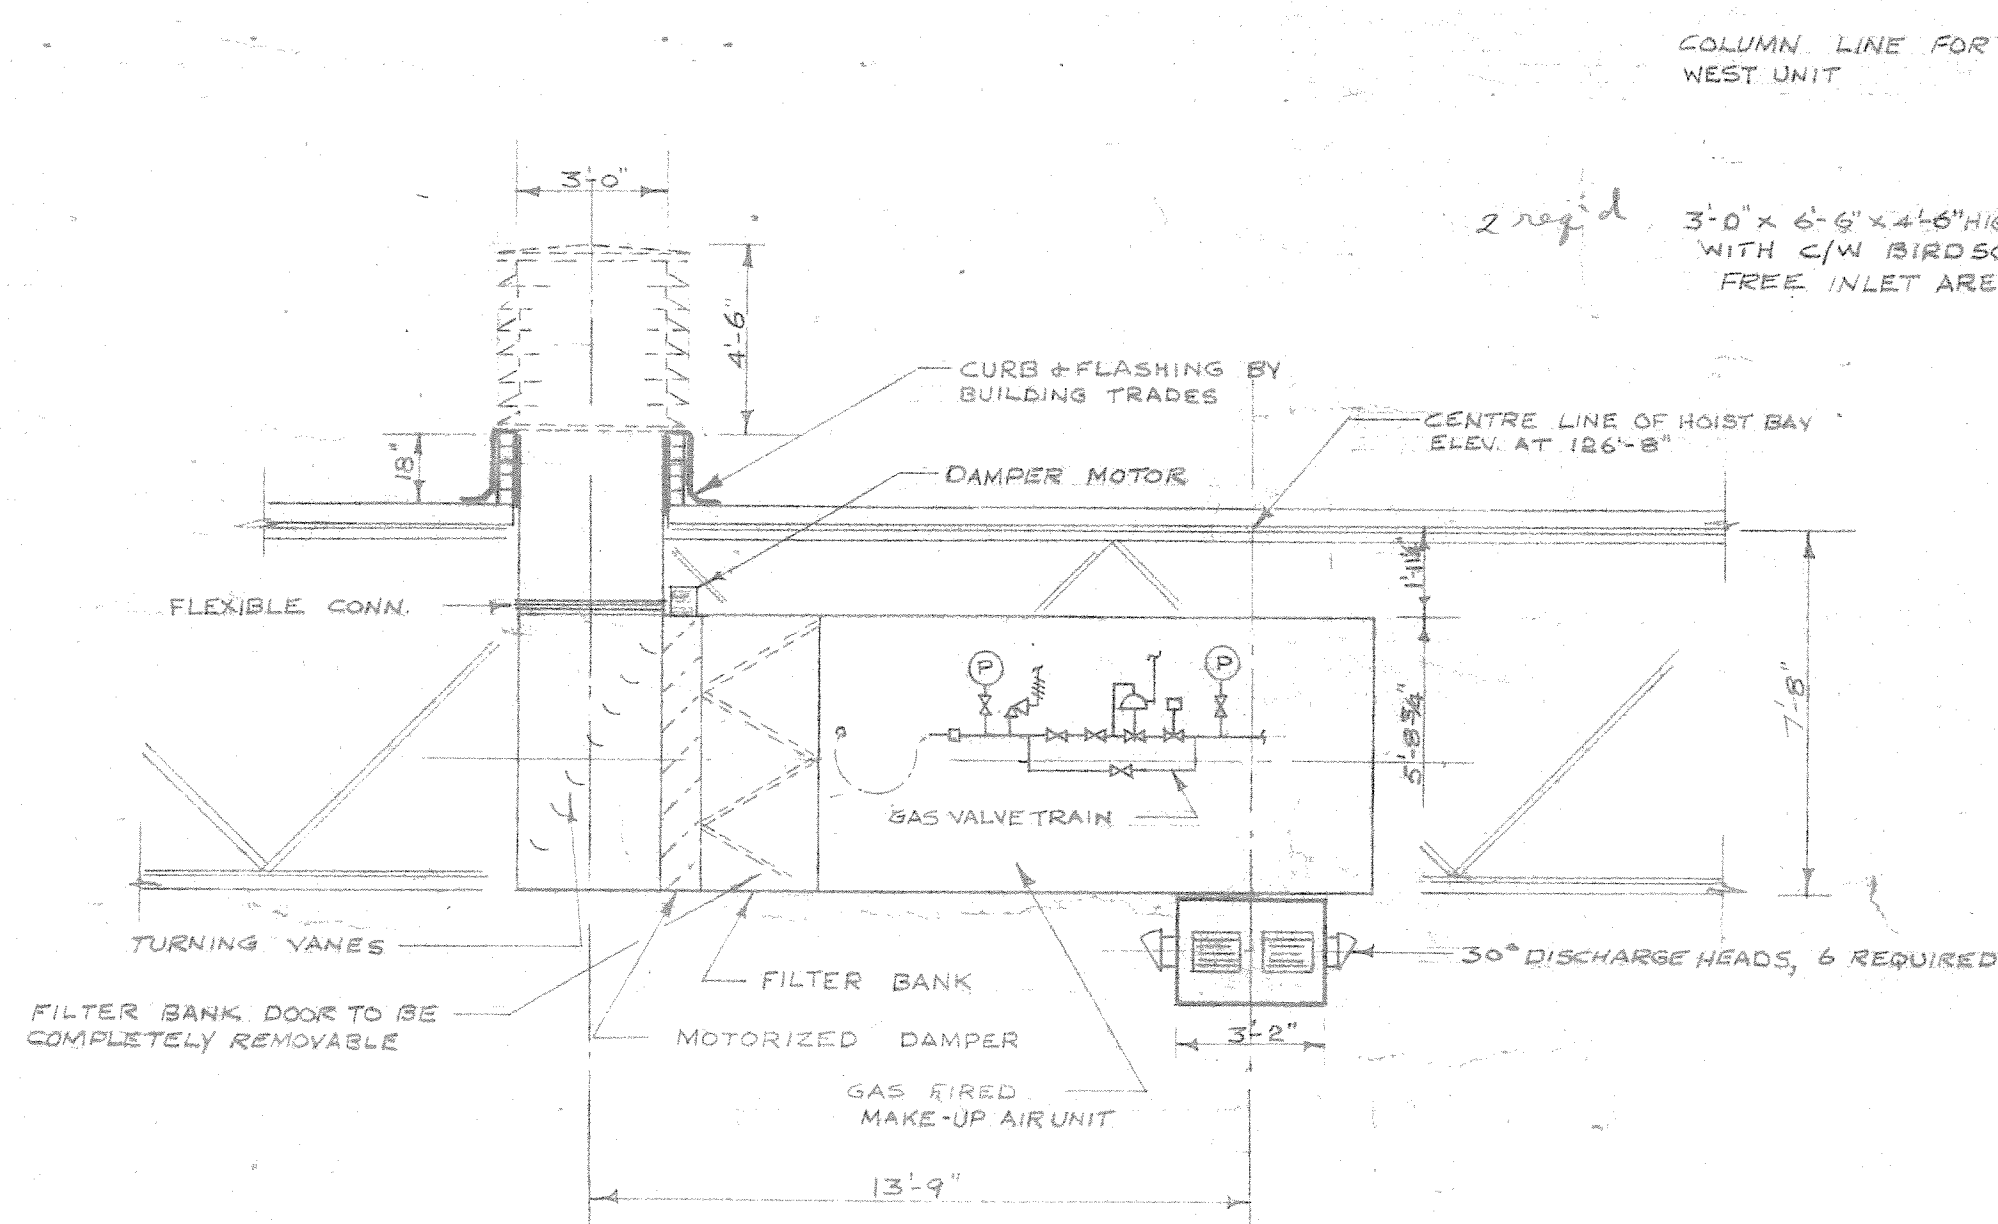 COLUMN LINE FOR
WEST UNIT
3'-0"
2 req'd
3'-0" x 6'-6" x 4'-6" HIG
WITH C/W BIRDSC
FREE INLET ARE
4'-6"
CURB & FLASHING BY
BUILDING TRADES
CENTRE LINE OF HOIST BAY
ELEV. AT 126'-8"
18"
DAMPER MOTOR
FLEXIBLE CONN.
1'-11¼"
P
P
5'-8¾"
7'-8"
GAS VALVE TRAIN
TURNING VANES
30° DISCHARGE HEADS, 6 REQUIRED
FILTER BANK
FILTER BANK DOOR TO BE
COMPLETELY REMOVABLE
MOTORIZED DAMPER
3'-2"
GAS FIRED
MAKE-UP AIR UNIT
13'-9"